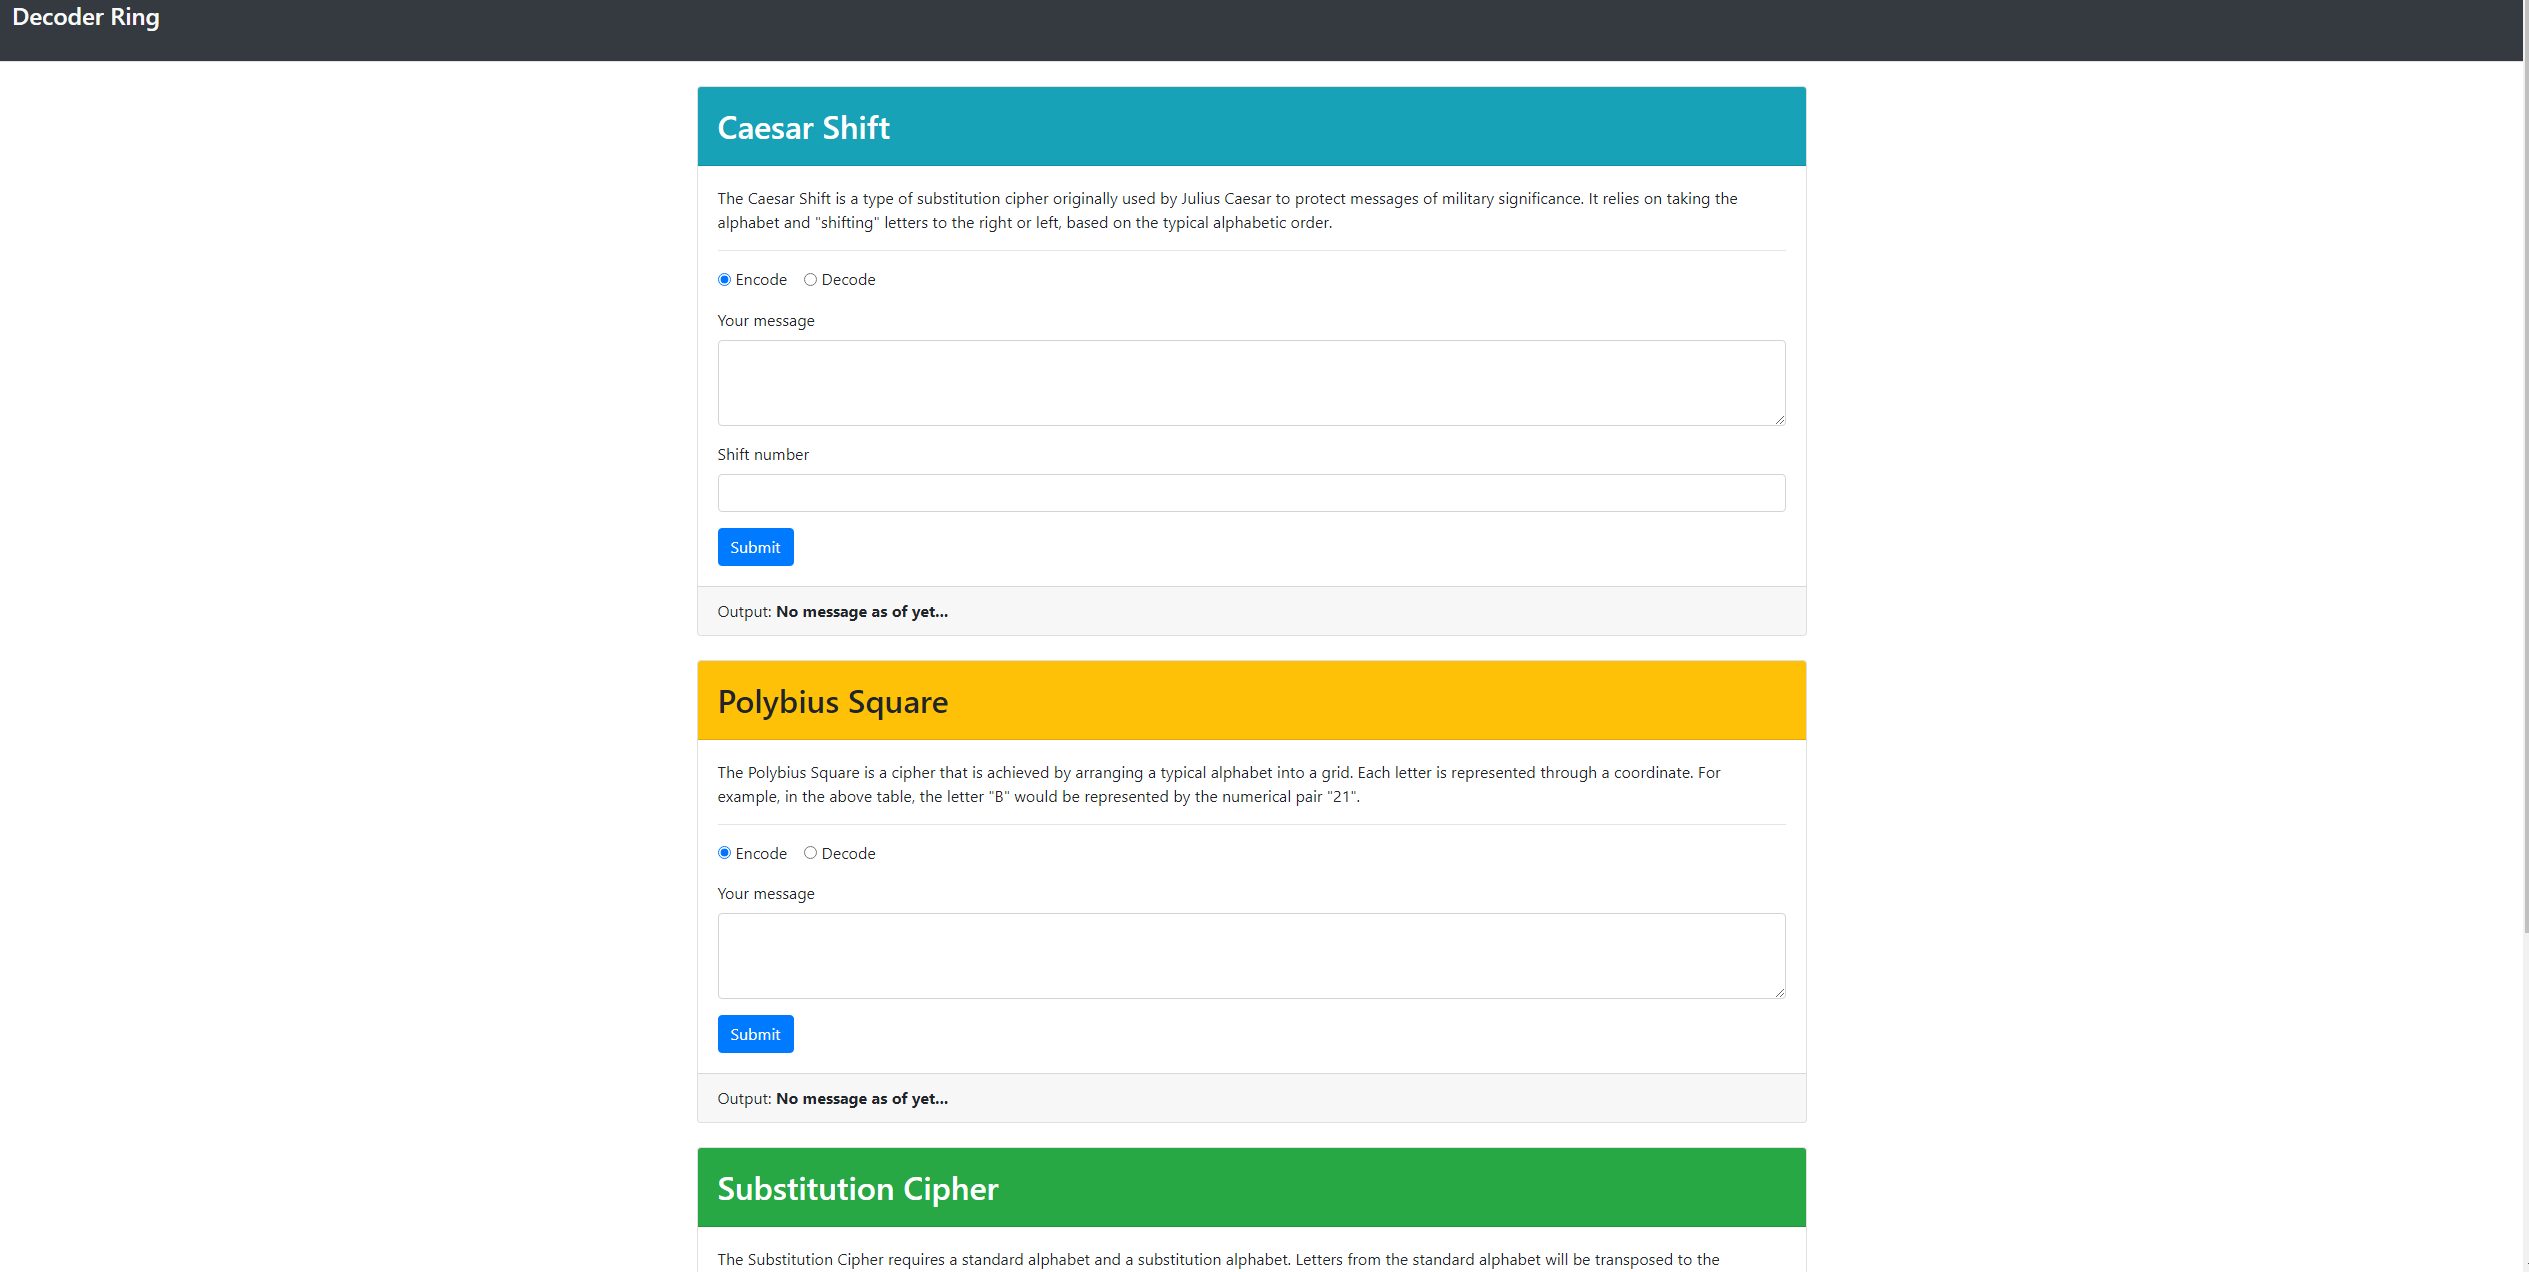 Decoder Ring
Caesar Shift
The Caesar Shift is a type of substitution cipher originally used by Julius Caesar to protect messages of military significance. It relies on taking the
alphabet and "shifting" letters to the right or left, based on the typical alphabetic order.
Encode Decode
Your message
Shift number
Submit
Output: No message as of yet...
Polybius Square
The Polybius Square is a cipher that is achieved by arranging a typical alphabet into a grid. Each letter is represented through a coordinate. For
example, in the above table, the letter "B" would be represented by the numerical pair "21".
Encode Decode
Your message
Submit
Output: No message as of yet...
Substitution Cipher
The Substitution Cipher requires a standard alphabet and a substitution alphabet. Letters from the standard alphabet will be transposed to the